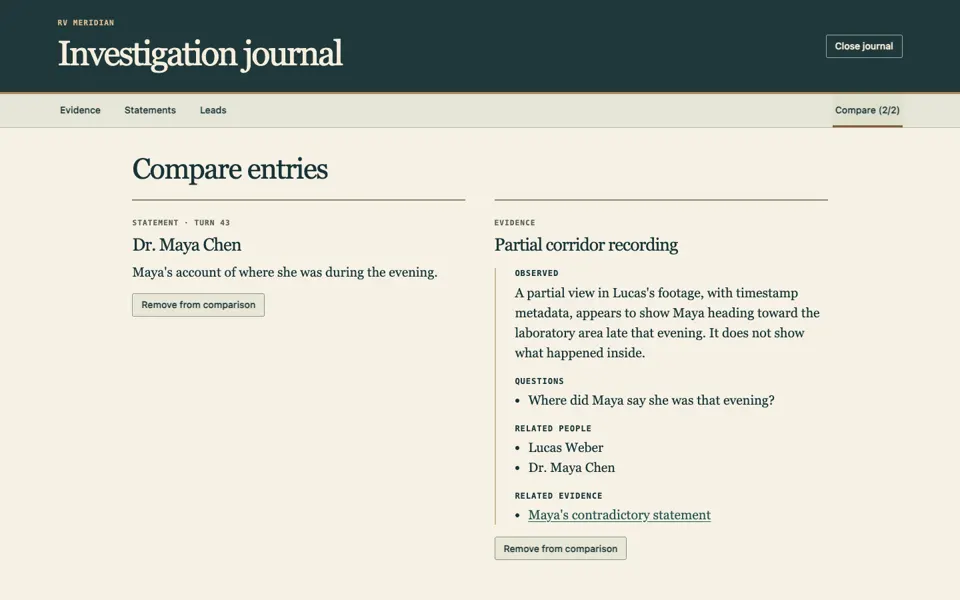 RV MERIDIAN
Investigation journal
Close journal
Evidence
Statements
Leads
Compare (2/2)
Compare entries
STATEMENT · TURN 43
Dr. Maya Chen
Maya's account of where she was during the evening.
Remove from comparison
EVIDENCE
Partial corridor recording
OBSERVED
A partial view in Lucas's footage, with timestamp
metadata, appears to show Maya heading toward the
laboratory area late that evening. It does not show
what happened inside.
QUESTIONS
• Where did Maya say she was that evening?
RELATED PEOPLE
• Lucas Weber
• Dr. Maya Chen
RELATED EVIDENCE
• Maya's contradictory statement
Remove from comparison